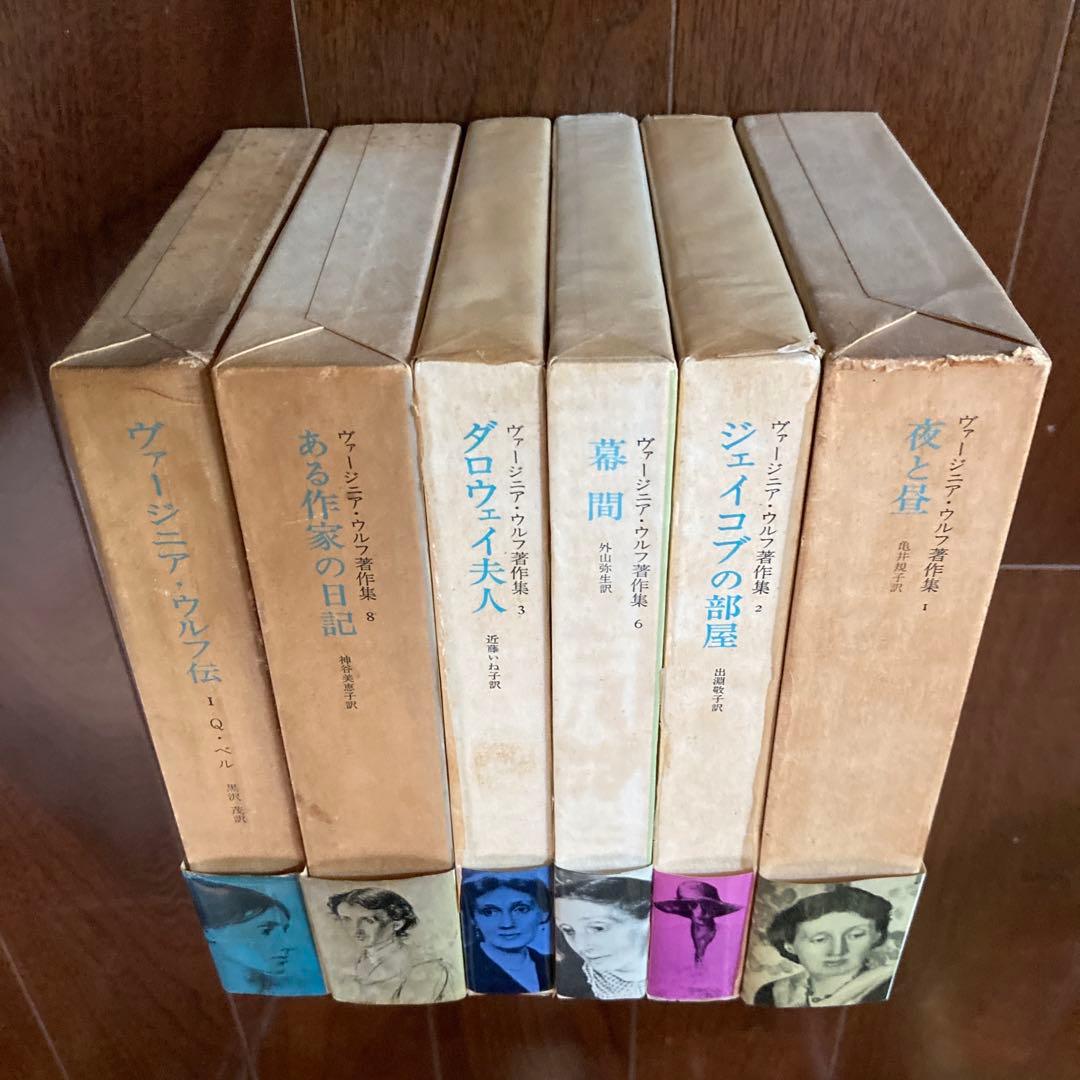 ヴァージニア・ウルフ伝 1 Q・ベル 黒沢 茂訳
ヴァージニア・ウルフ著作集 8
ある作家の日記
神谷美恵子訳
ヴァージニア・ウルフ著作集 3
ダロウェイ夫人
近藤いね子訳
ヴァージニア・ウルフ著作集 6
幕間
外山弥生訳
ヴァージニア・ウルフ著作集 2
ジェイコブの部屋
出淵敬子訳
ヴァージニア・ウルフ著作集 1
夜と昼
亀井規子訳